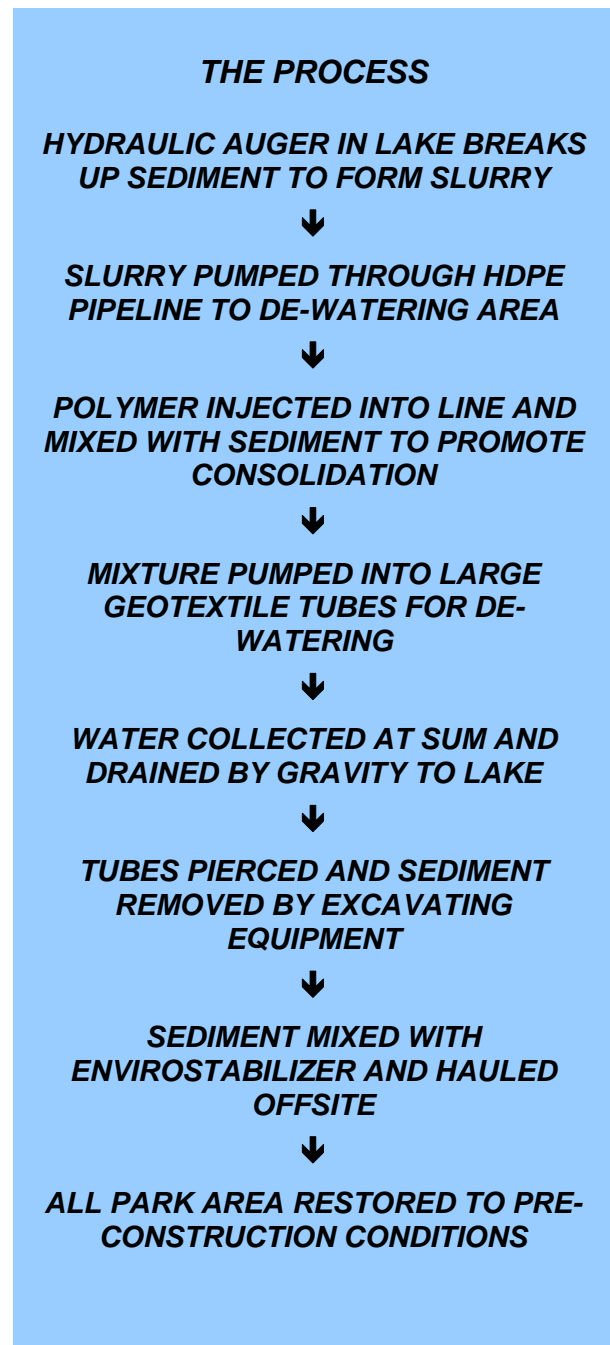 THE PROCESS
HYDRAULIC AUGER IN LAKE BREAKS
UP SEDIMENT TO FORM SLURRY
SLURRY PUMPED THROUGH HDPE
PIPELINE TO DE-WATERING AREA
POLYMER INJECTED INTO LINE AND
MIXED WITH SEDIMENT TO PROMOTE
CONSOLIDATION
MIXTURE PUMPED INTO LARGE
GEOTEXTILE TUBES FOR DE-
WATERING
WATER COLLECTED AT SUM AND
DRAINED BY GRAVITY TO LAKE
TUBES PIERCED AND SEDIMENT
REMOVED BY EXCAVATING
EQUIPMENT
SEDIMENT MIXED WITH
ENVIROSTABILIZER AND HAULED
OFFSITE
ALL PARK AREA RESTORED TO PRE-
CONSTRUCTION CONDITIONS